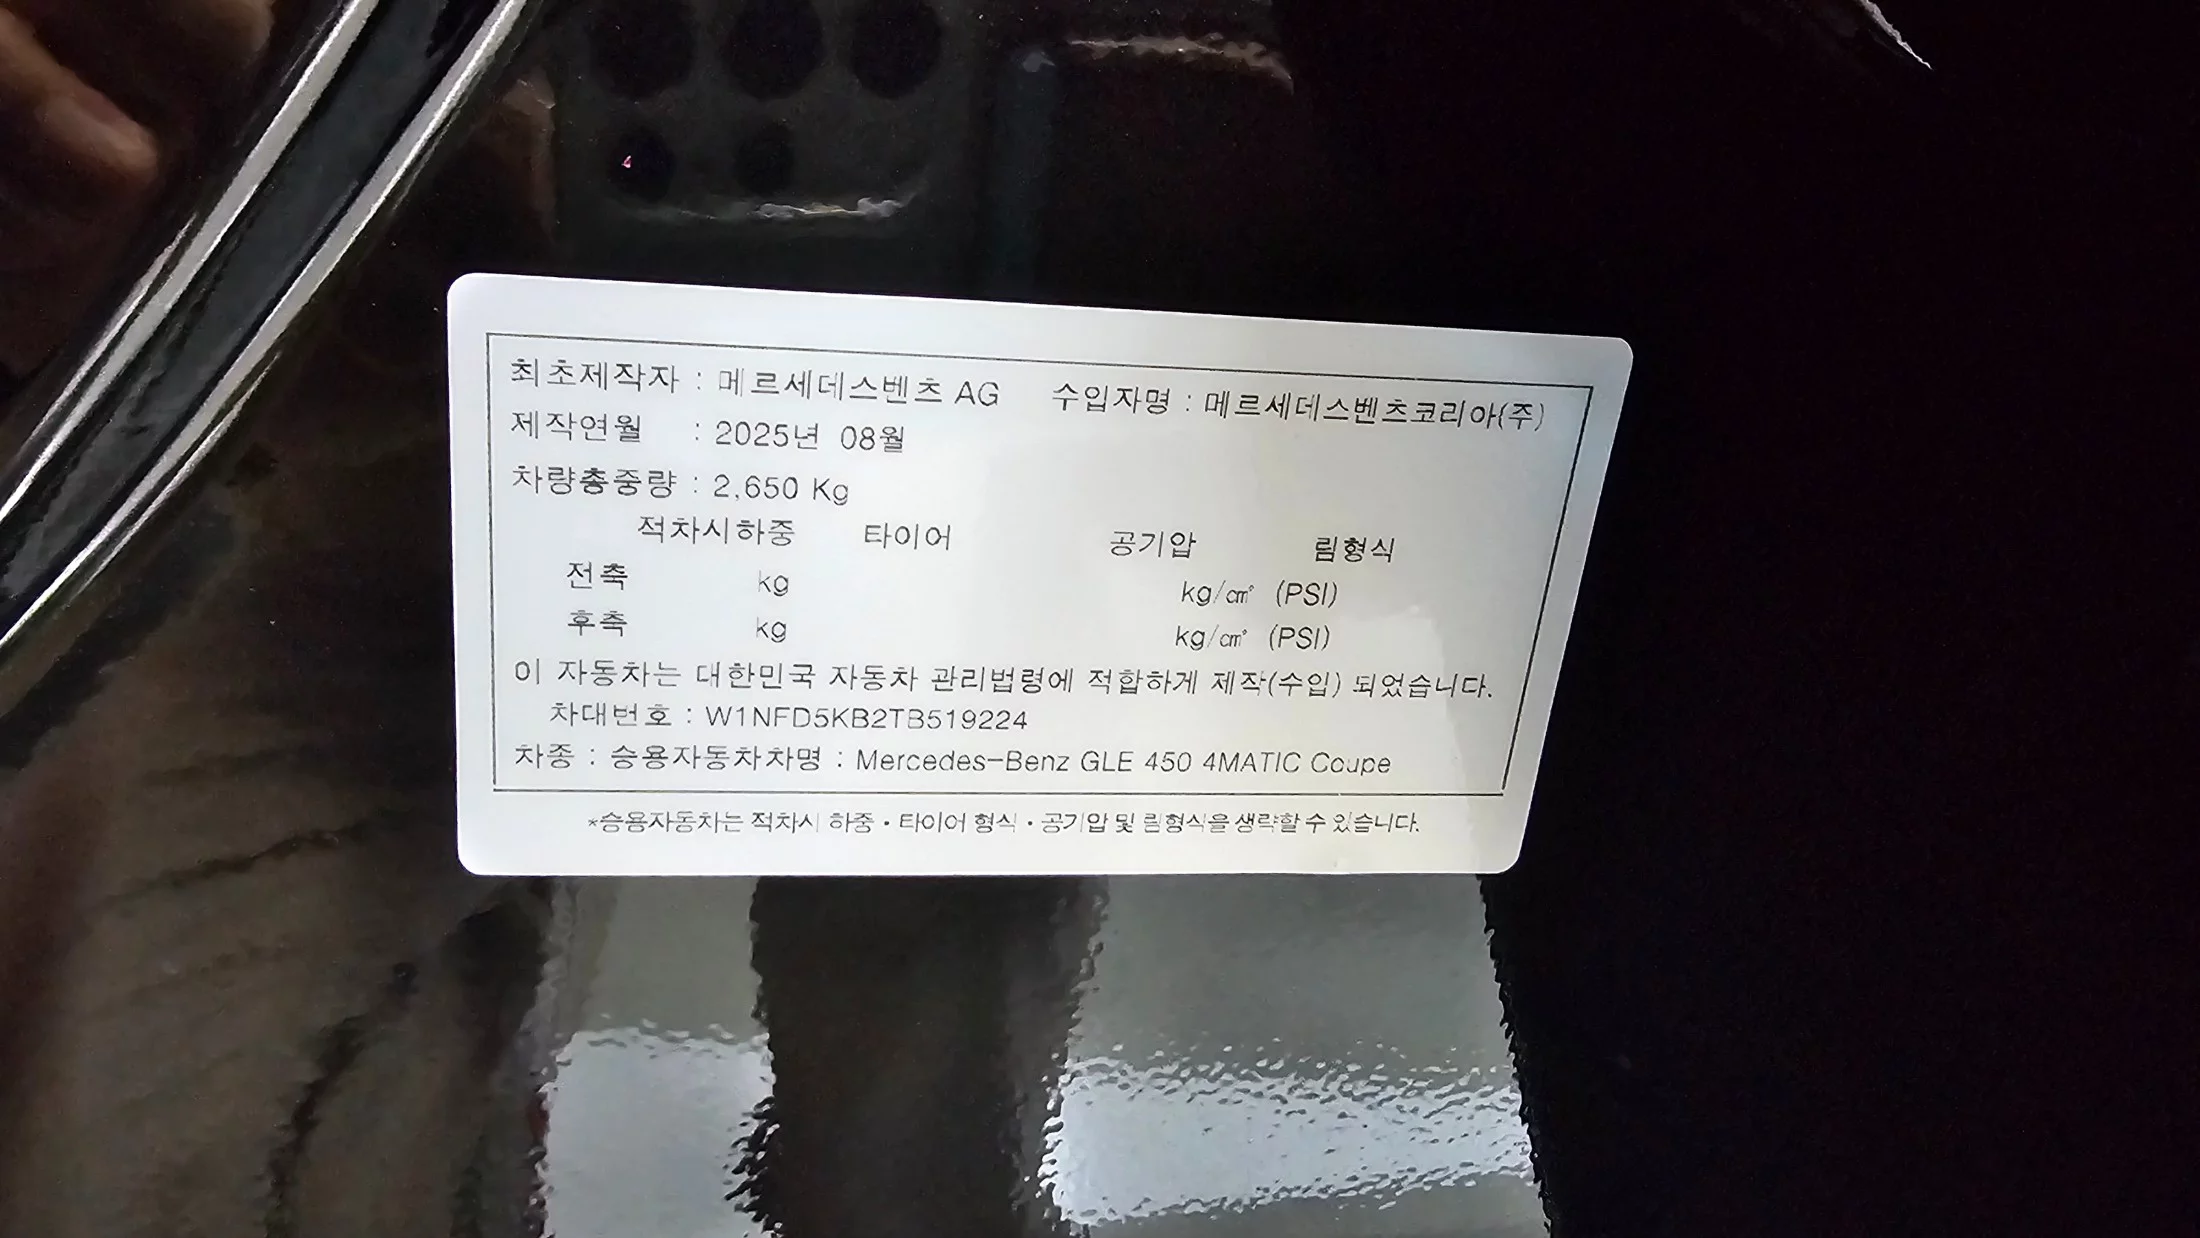 최초제작자 : 메르세데스벤츠 AG 수입자명 : 메르세데스벤츠코리아(주)
제작연월 : 2025년 08월
차량총중량 : 2,650 Kg
적차시하중 타이어 공기압 림형식
전축 kg kg/㎠ (PSI)
후축 kg kg/㎠ (PSI)
이 자동차는 대한민국 자동차 관리법령에 적합하게 제작(수입) 되었습니다.
차대번호 : W1NFD5KB2TB519224
차종 : 승용자동차차명 : Mercedes-Benz GLE 450 4MATIC Coupe
*승용자동차는 적차시 하중・타이어 형식・공기압 및 림형식을 생략할 수 있습니다.